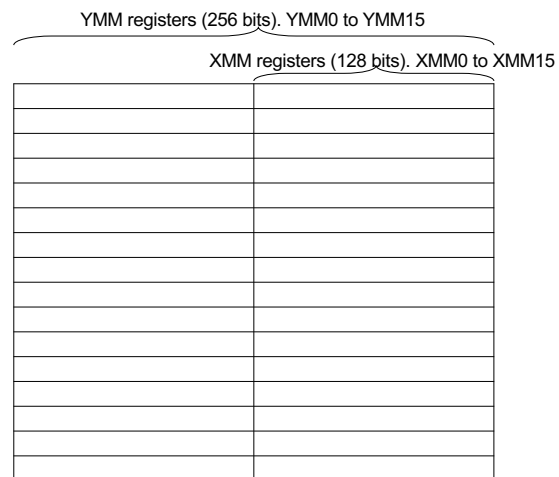 YMM registers (256 bits). YMM0 to YMM15
XMM registers (128 bits). XMM0 to XMM15